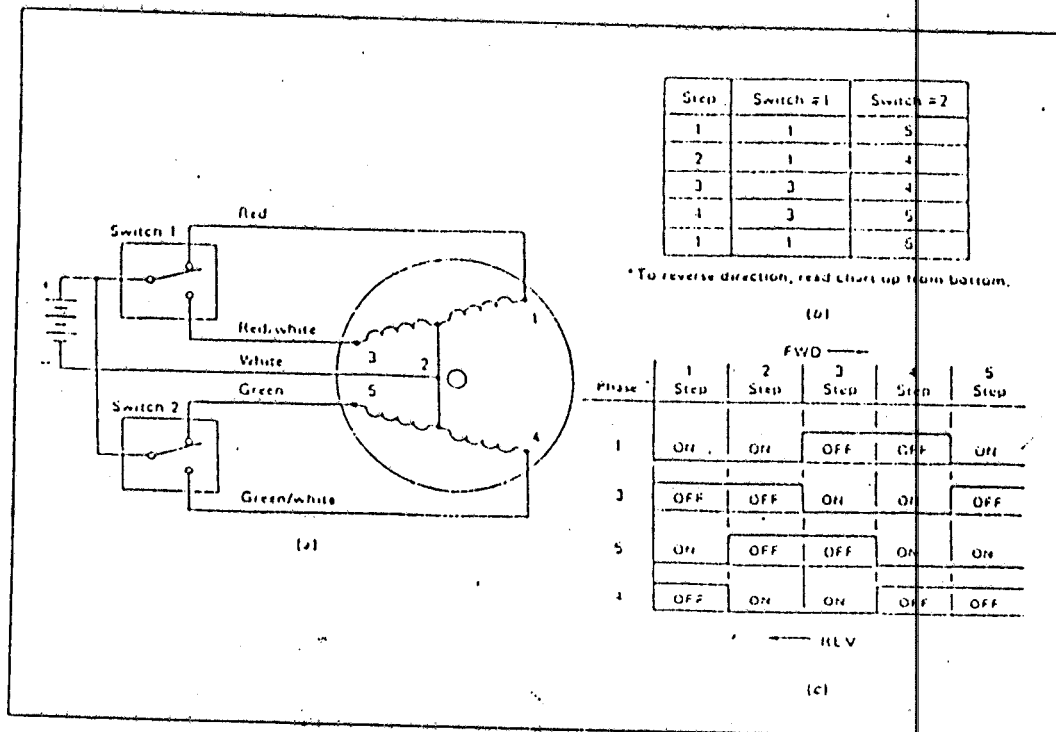 Step Switch #1 Switch #2
1 1 5
2 1 4
3 3 4
4 3 5
1 1 5
*To reverse direction, read chart up from bottom.
(b)
Red
Switch 1
+
Red/white
1
3
2
White
−
5
Green
Switch 2
4
Green/white
(a)
FWD
Phase 1 Step 2 Step 3 Step 4 Step 5 Step
1 ON ON OFF OFF ON
3 OFF OFF ON ON OFF
5 ON OFF OFF ON ON
4 OFF ON ON OFF OFF
REV
(c)